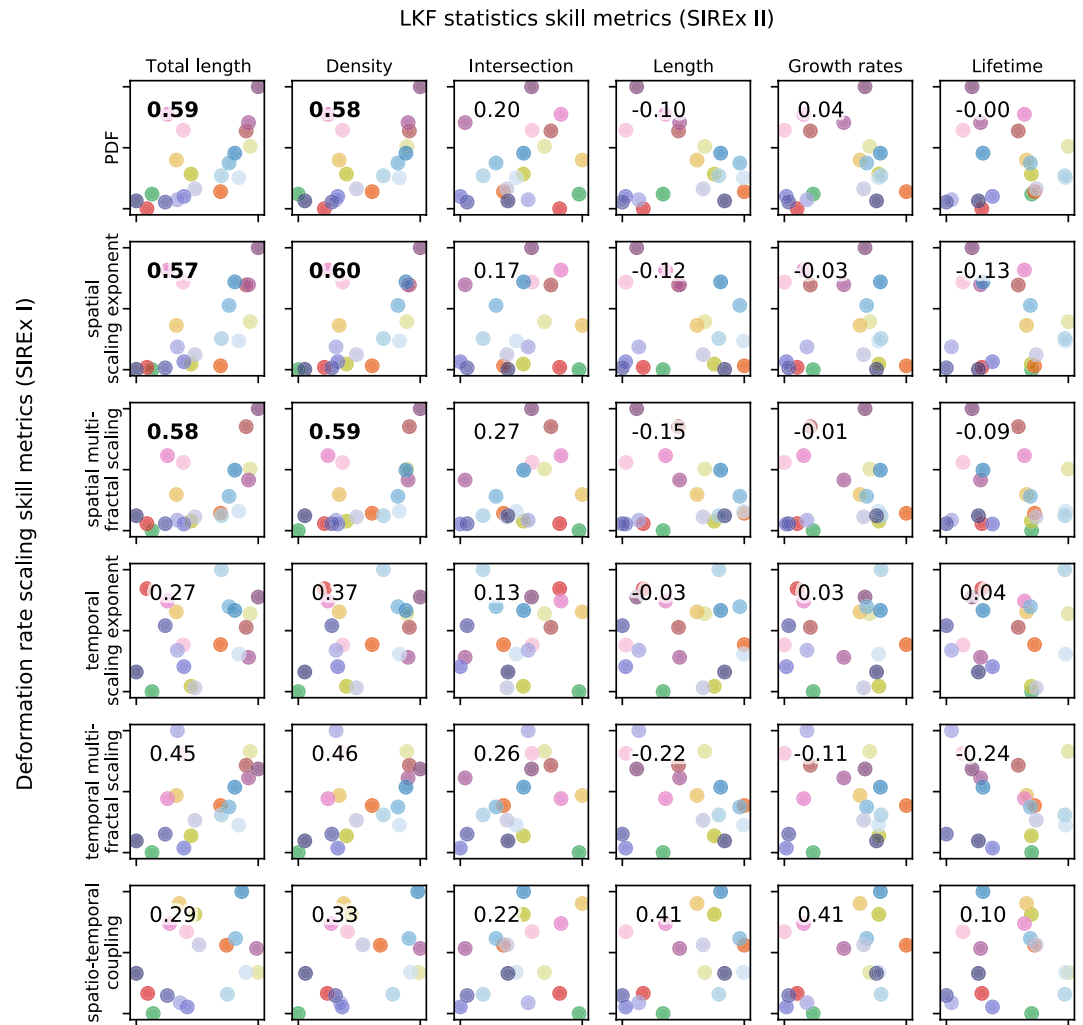 LKF statistics skill metrics (SIREx II)
Total length Density Intersection Length Growth rates Lifetime
Deformation rate scaling skill metrics (SIREx I)
PDF
0.59 0.58 0.20 -0.10 0.04 -0.00
spatial
scaling exponent
0.57 0.60 0.17 -0.12 -0.03 -0.13
spatial multi-
fractal scaling
0.58 0.59 0.27 -0.15 -0.01 -0.09
temporal
scaling exponent
0.27 0.37 0.13 -0.03 0.03 0.04
temporal multi-
fractal scaling
0.45 0.46 0.26 -0.22 -0.11 -0.24
spatio-temporal
coupling
0.29 0.33 0.22 0.41 0.41 0.10